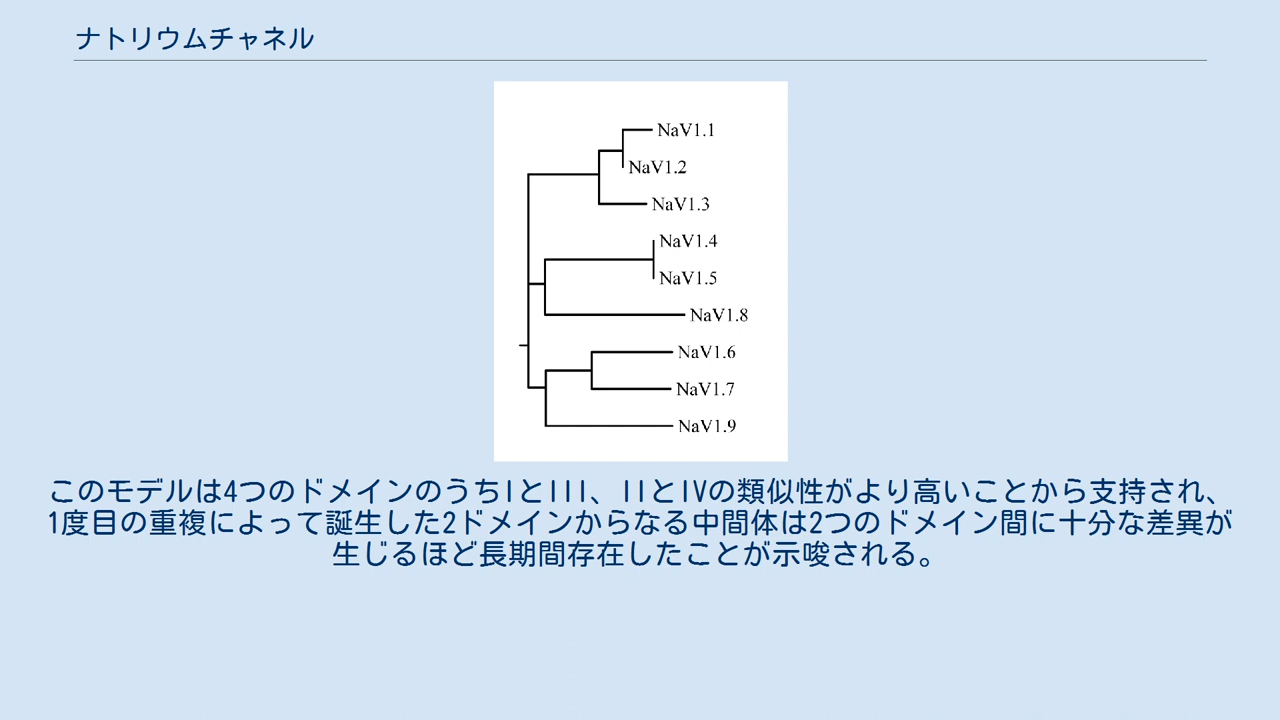 ナトリウムチャネル
NaV1.1
NaV1.2
NaV1.3
NaV1.4
NaV1.5
NaV1.8
NaV1.6
NaV1.7
NaV1.9
このモデルは4つのドメインのうちIとIII、IIとIVの類似性がより高いことから支持され、
1度目の重複によって誕生した2ドメインからなる中間体は2つのドメイン間に十分な差異が
生じるほど長期間存在したことが示唆される。